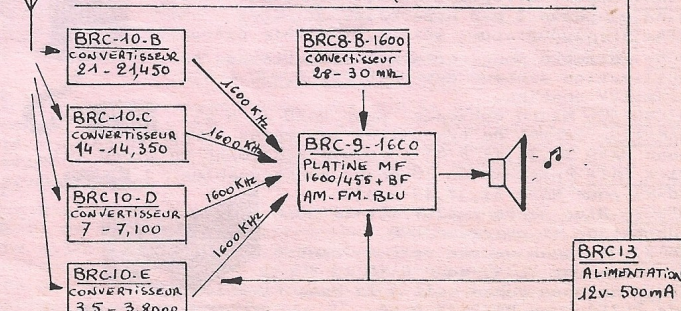 BRC-10-B
CONVERTISSEUR
21 - 21,450
BRC8-B-1600
Convertisseur
28 - 30 MHz
1600 KHz
BRC-10.C
CONVERTISSEUR
14 - 14,350
1600 KHz
BRC-9-1600
PLATINE MF
1600/455 + BF
AM-FM-BLU
BRC10-D
CONVERTISSEUR
7 - 7,100
1600 KHz
1600 KHz
BRC10.E
CONVERTISSEUR
BRC13
ALIMENTATION
12V - 500mA